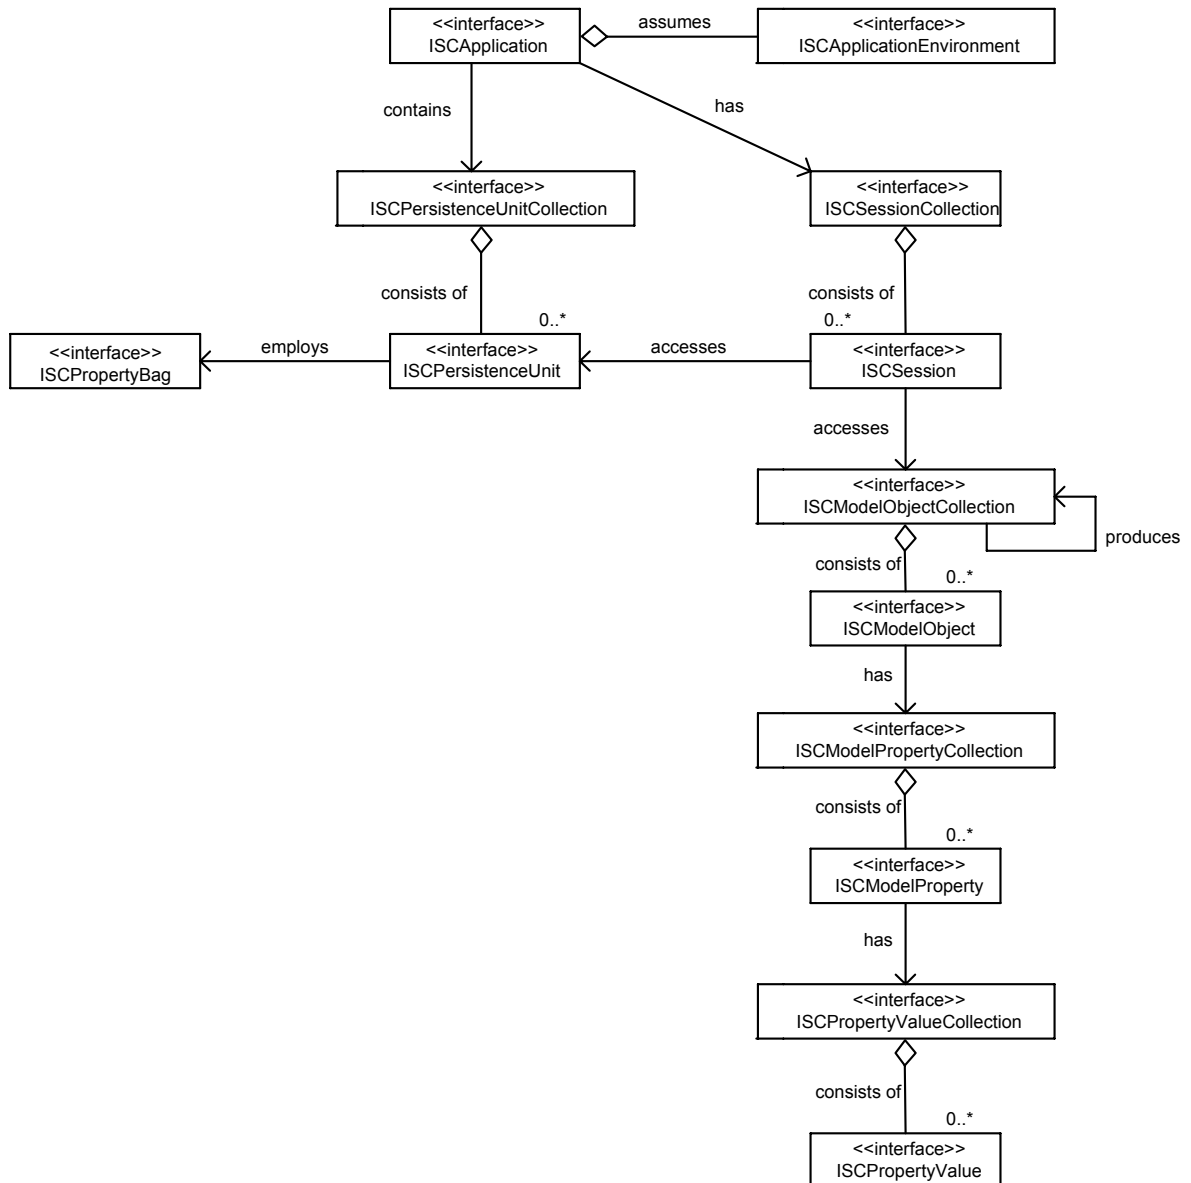 <<interface>>
ISCApplication
assumes
<<interface>>
ISCApplicationEnvironment
contains
has
<<interface>>
ISCPersistenceUnitCollection
<<interface>>
ISCSessionCollection
consists of
0..*
consists of
0..*
<<interface>>
ISCPropertyBag
employs
<<interface>>
ISCPersistenceUnit
accesses
<<interface>>
ISCSession
accesses
<<interface>>
ISCModelObjectCollection
produces
consists of
0..*
<<interface>>
ISCModelObject
has
<<interface>>
ISCModelPropertyCollection
consists of
0..*
<<interface>>
ISCModelProperty
has
<<interface>>
ISCPropertyValueCollection
consists of
0..*
<<interface>>
ISCPropertyValue